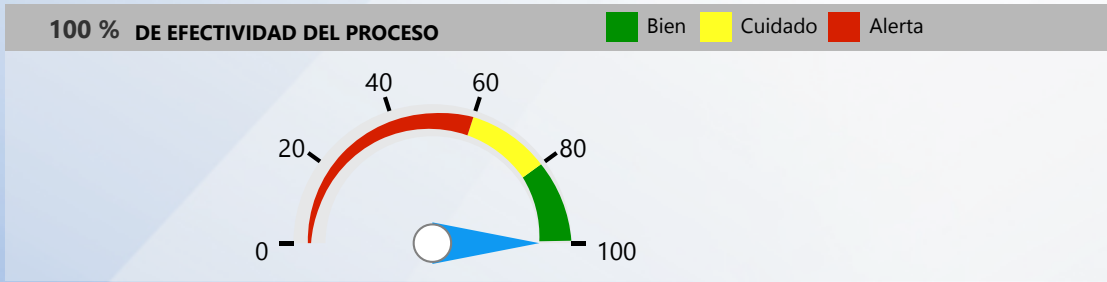 100 % DE EFECTIVIDAD DEL PROCESO
Bien Cuidado Alerta
40 60
20 80
0 100